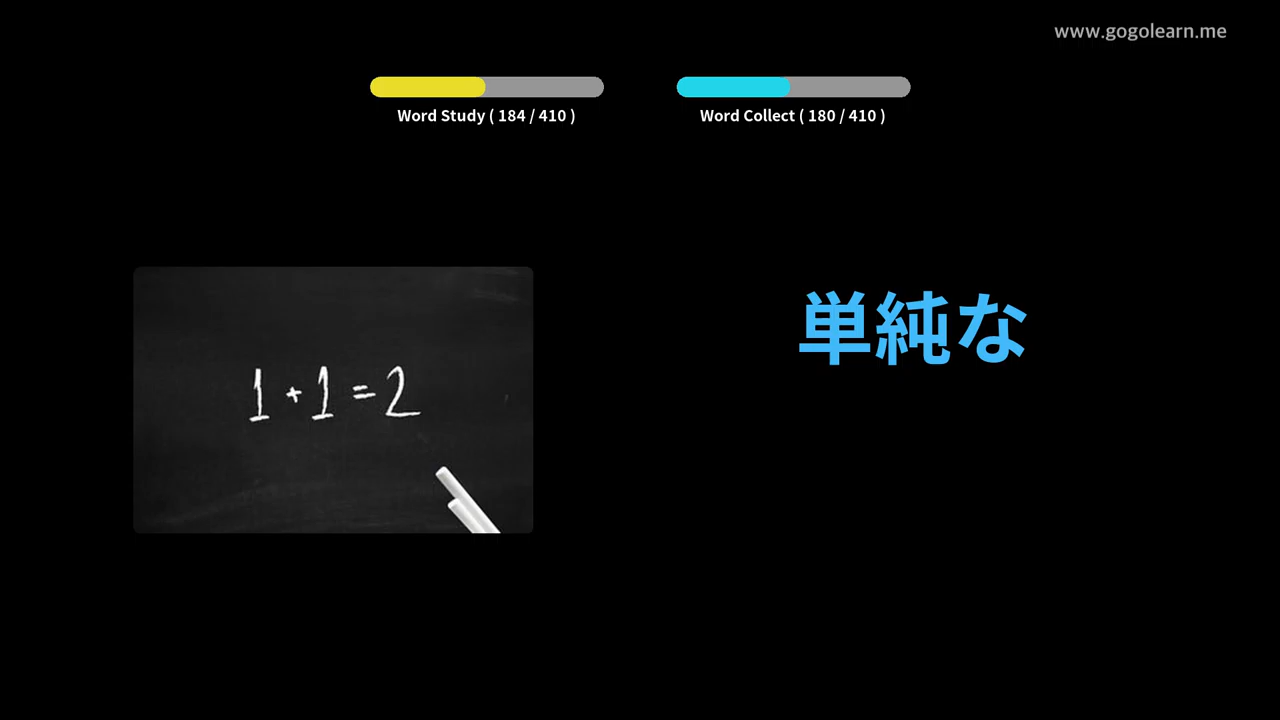 www.gogolearn.me
Word Study ( 184 / 410 )
Word Collect ( 180 / 410 )
1 + 1 = 2
単純な